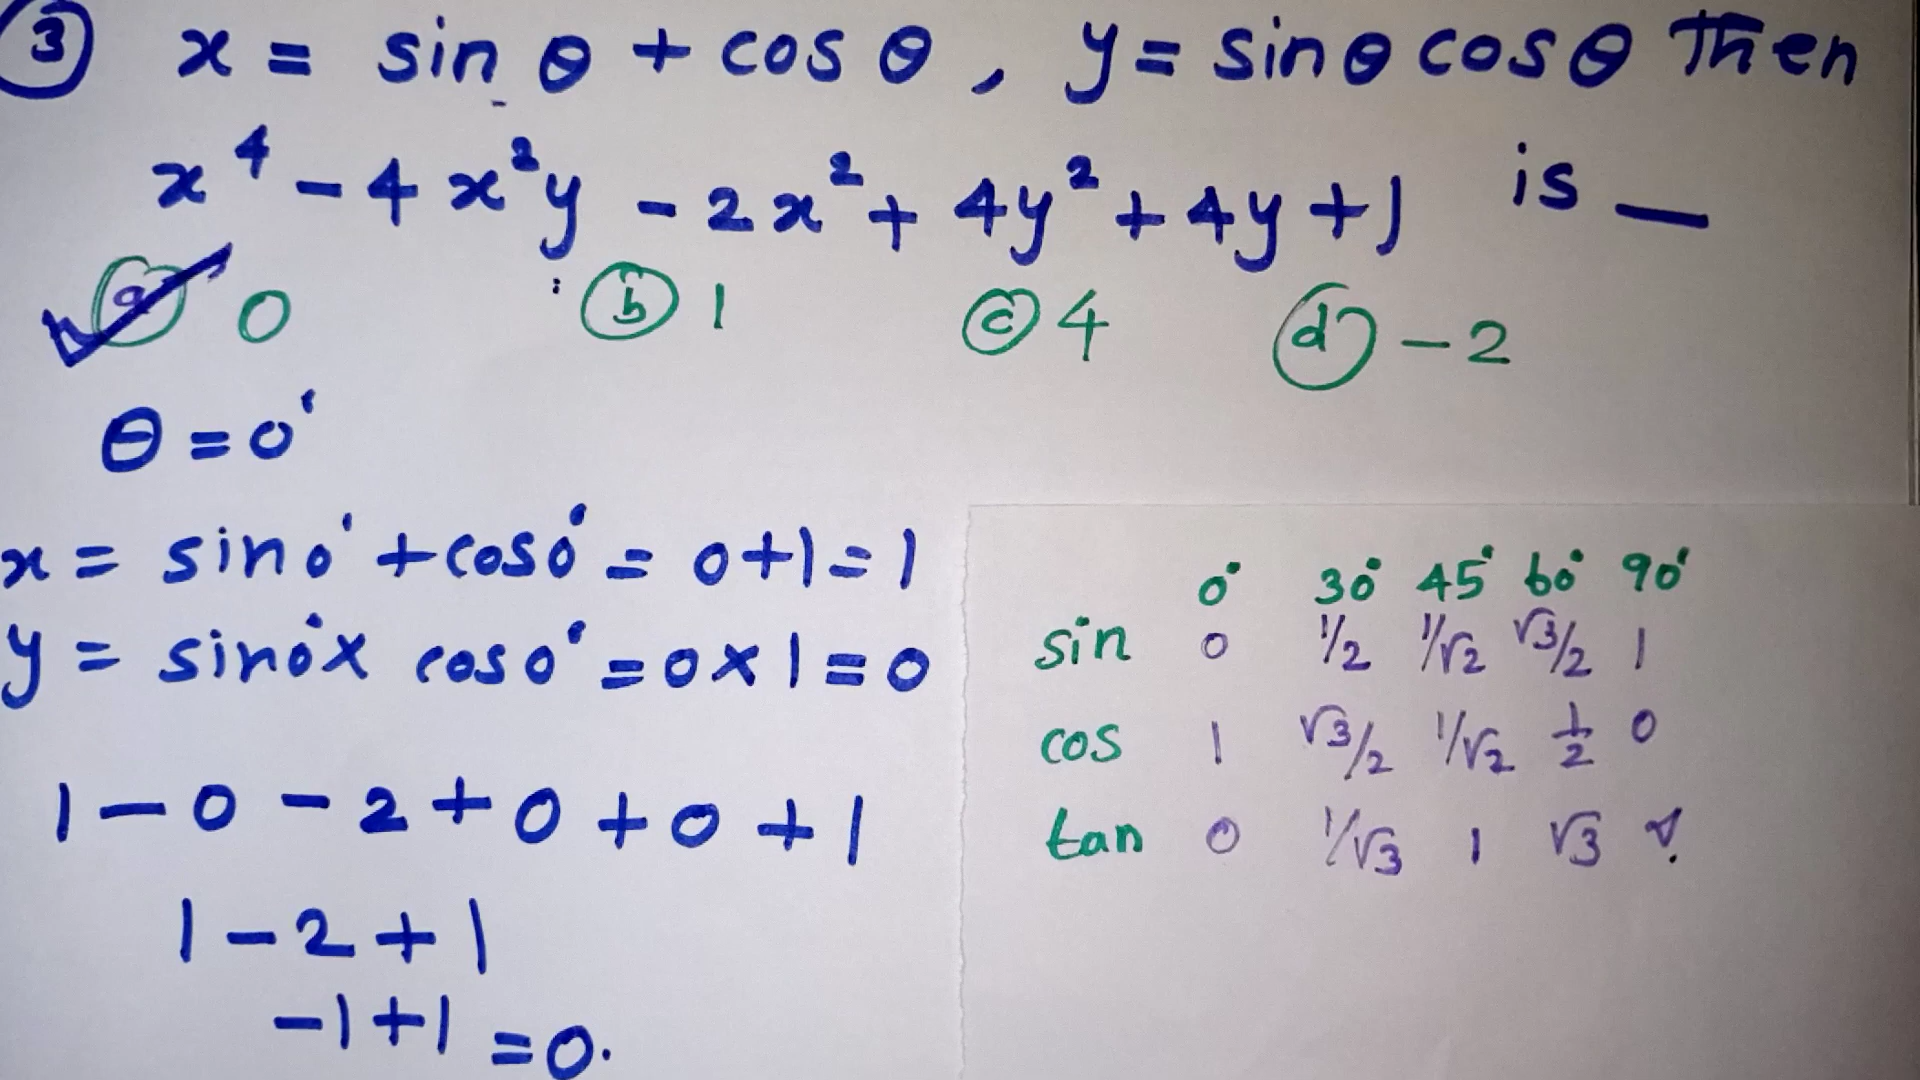 ③ x = sin θ + cos θ, y = sin θ cos θ Then
x⁴ - 4x²y - 2x² + 4y² + 4y + 1 is _
ⓐ 0 ⓑ 1 ⓒ 4 ⓓ -2
θ = 0°
x = sin 0° + cos 0° = 0+1 = 1
y = sin 0° x cos 0° = 0 x 1 = 0
1 - 0 - 2 + 0 + 0 + 1
1 - 2 + 1
-1 + 1 = 0.
0° 30° 45° 60° 90°
sin 0 1/2 1/√2 √3/2 1
cos 1 √3/2 1/√2 1/2 0
tan 0 1/√3 1 √3